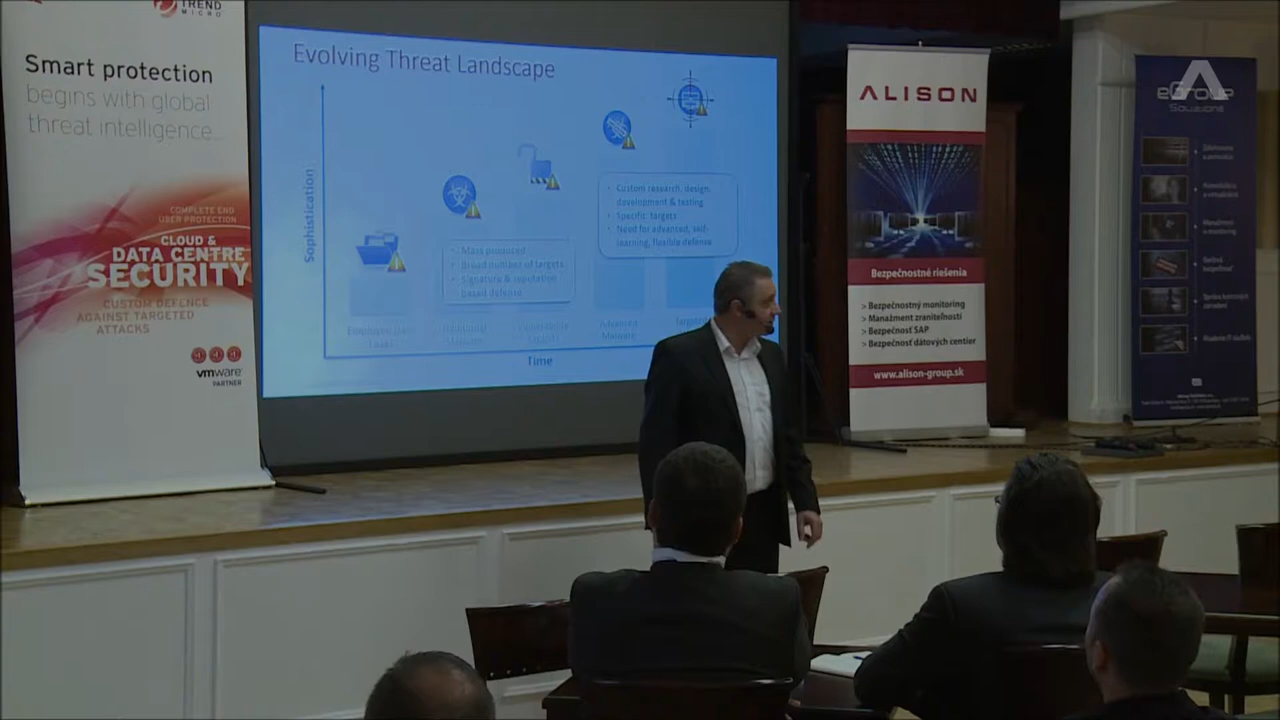 TREND
MICRO
Smart protection
begins with global
threat intelligence.
COMPLETE END
USER PROTECTION
CLOUD &
DATA CENTRE
SECURITY
CUSTOM DEFENCE
AGAINST TARGETED
ATTACKS
vmware
PARTNER
Evolving Threat Landscape
Sophistication
• Mass produced
• Broad number of targets
• Signature & reputation
based defense
• Custom research, design,
development & testing
• Specific targets
• Need for advanced, self-
learning, flexible defense
Advanced
Malware
Time
ALISON
Bezpečnostné riešenia
> Bezpečnostný monitoring
> Manažment zraniteľností
> Bezpečnosť SAP
> Bezpečnosť dátových centier
www.alison-group.sk
eGroup
Solutions